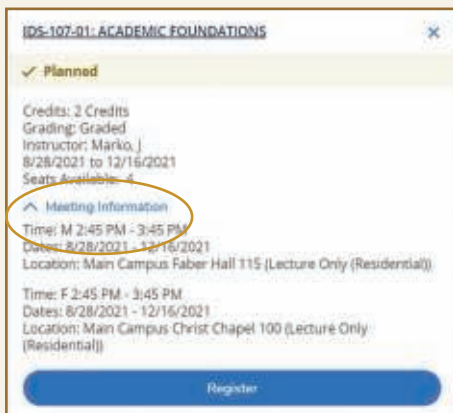 IDS-107-01: ACADEMIC FOUNDATIONS
Planned
Credits: 2 Credits
Grading: Graded
Instructor: Marko, J
8/28/2021 to 12/16/2021
Seats Available: 4
Meeting Information
Time: M 2:45 PM - 3:45 PM
Dates: 8/28/2021 - 12/16/2021
Location: Main Campus Faber Hall 115 (Lecture Only (Residential))
Time: F 2:45 PM - 3:45 PM
Dates: 8/28/2021 - 12/16/2021
Location: Main Campus Christ Chapel 100 (Lecture Only
(Residential))
Register